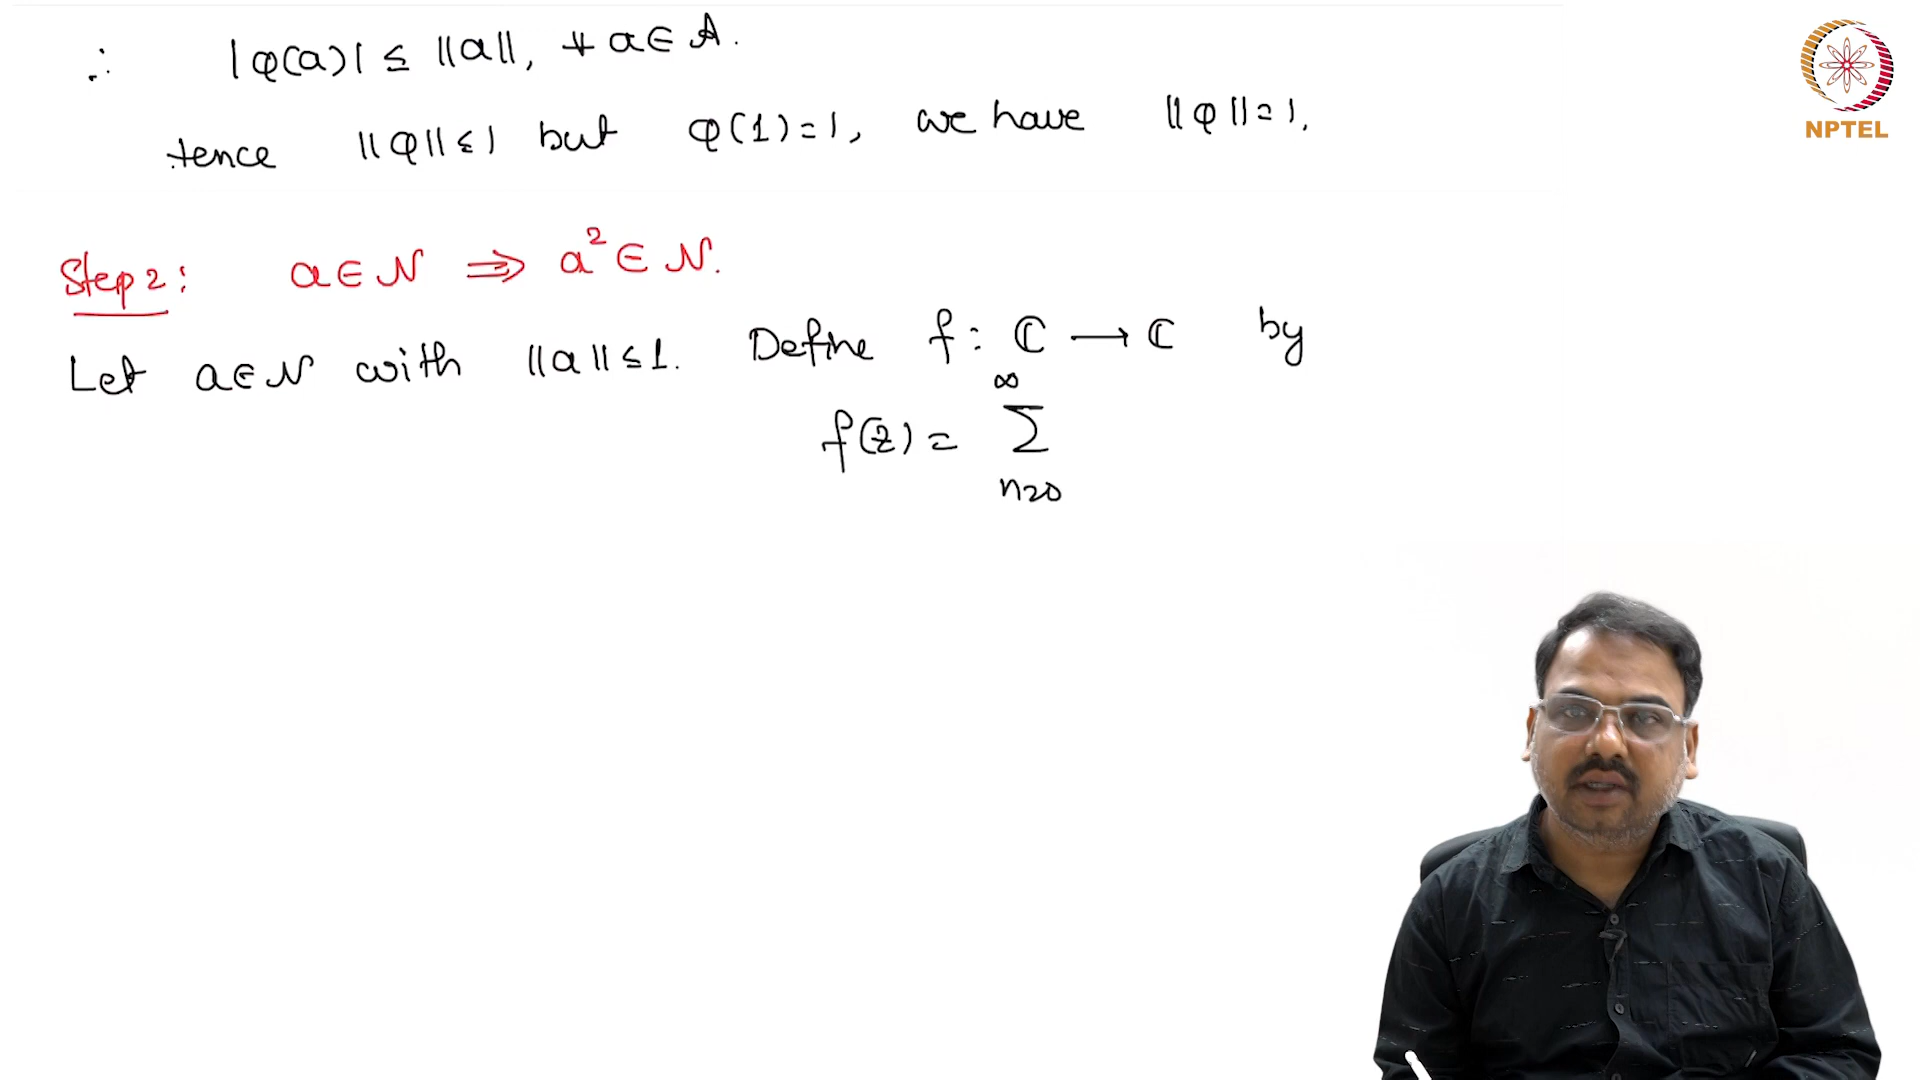 ∴ |φ(a)| ≤ ||a||, ∀ a ∈ A.
Hence ||φ|| ≤ 1 but φ(1) = 1, we have ||φ|| = 1.
NPTEL
Step 2: a ∈ N ⇒ a² ∈ N.
Let a ∈ N with ||a|| ≤ 1. Define f: ℂ → ℂ by
f(z) = ∑_{n=0}^{∞}